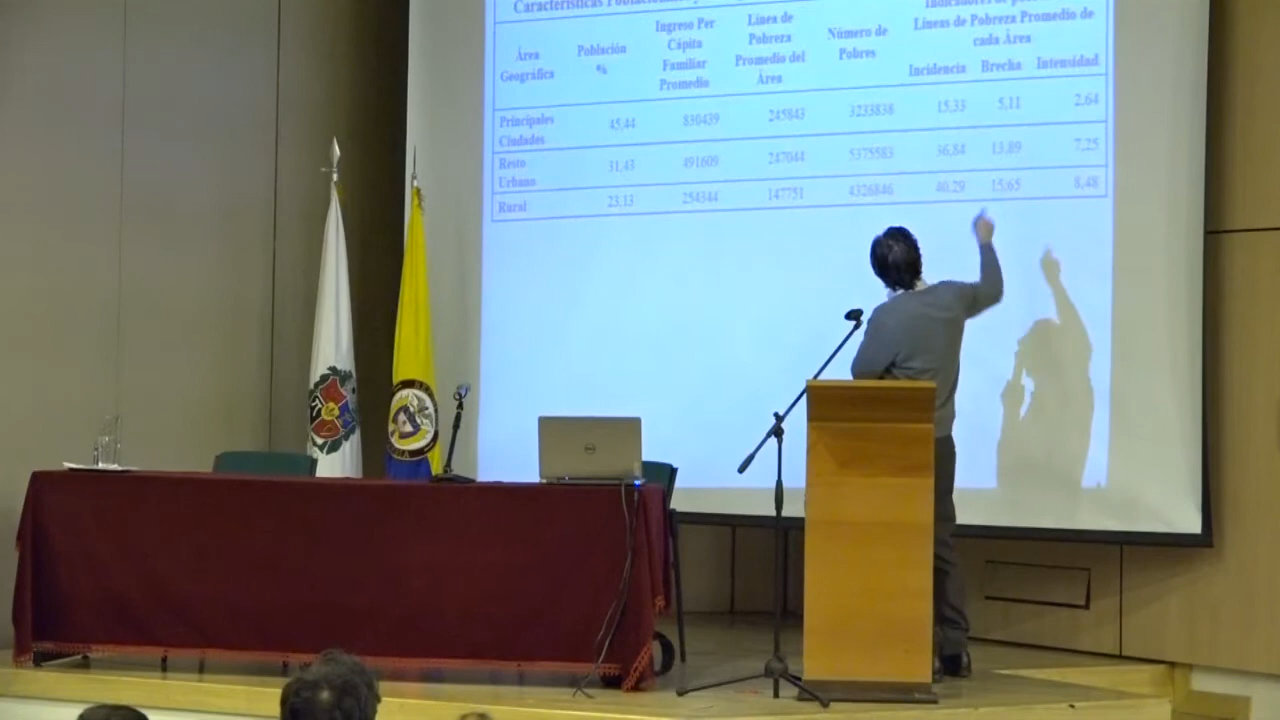 Características
Indicadores de
Líneas de Pobreza Promedio de
cada Área
Área
Geográfica
Población
%
Ingreso Per
Cápita
Familiar
Promedio
Línea de
Pobreza
Promedio del
Área
Número de
Pobres
Incidencia Brecha Intensidad
Principales
Ciudades
45,44 830439 245843 3233838 15,33 5,11 2,64
Resto
Urbano
31,43 491609 247044 5375583 36,84 13,89 7,25
Rural 23,13 254344 147751 4326846 40,29 15,65 8,48
DELL